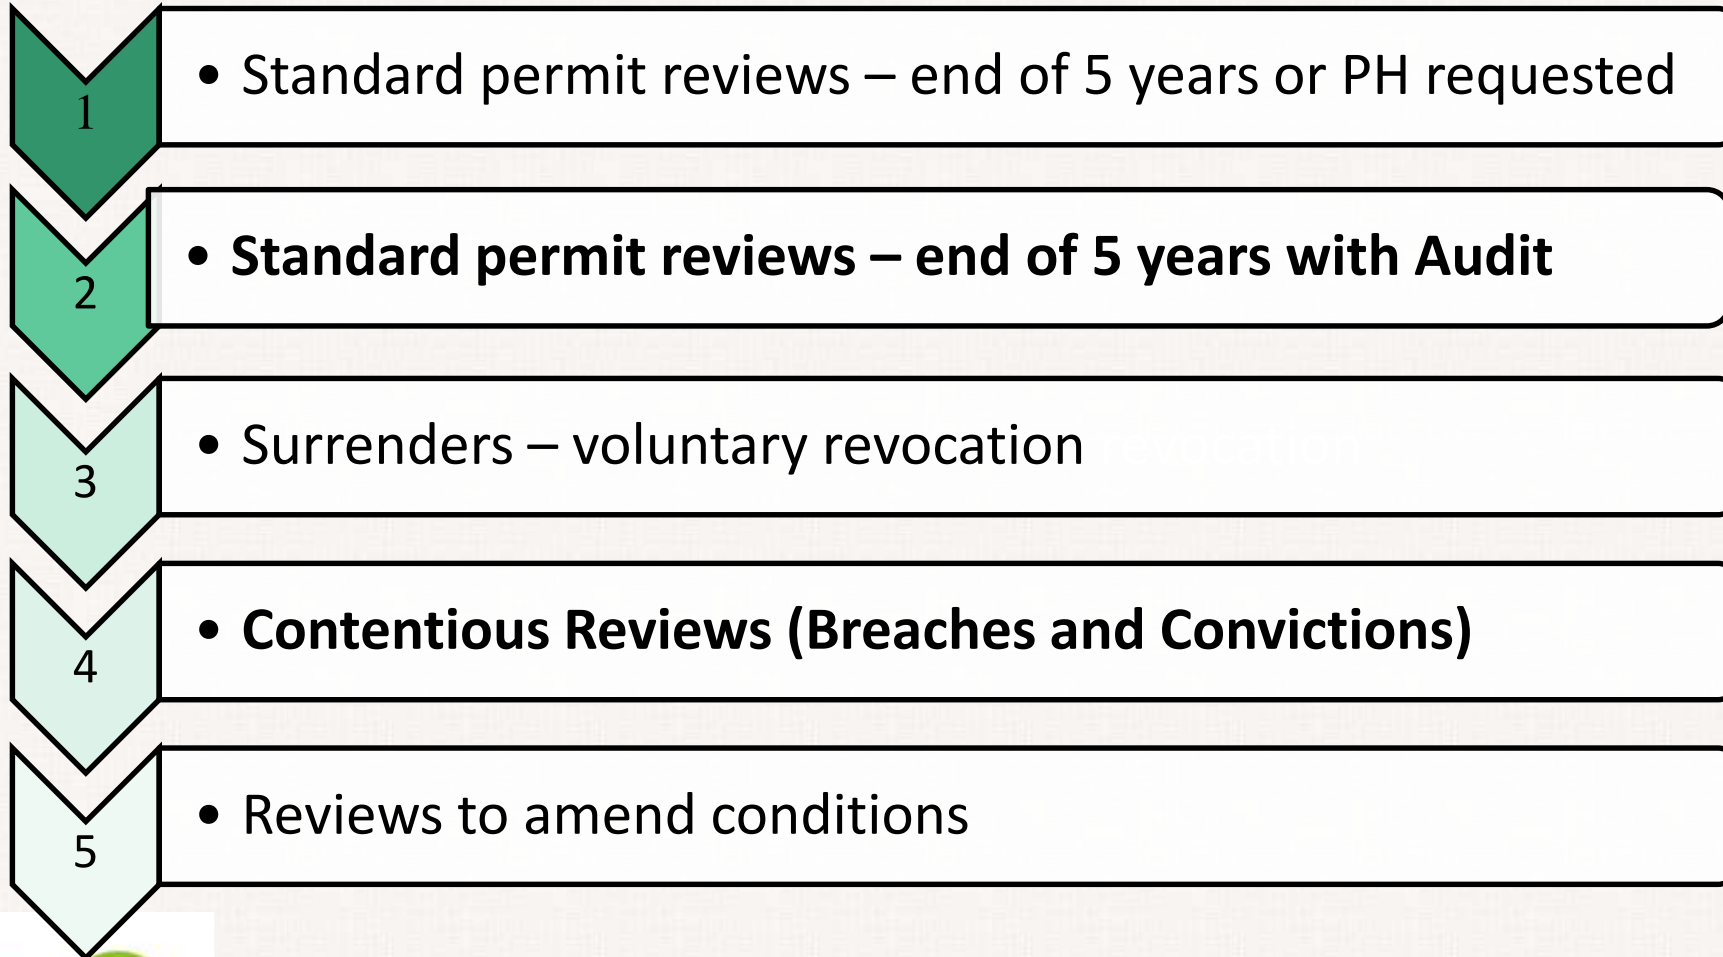 1
• Standard permit reviews – end of 5 years or PH requested
2
• Standard permit reviews – end of 5 years with Audit
3
• Surrenders – voluntary revocation revocation
4
• Contentious Reviews (Breaches and Convictions)
5
• Reviews to amend conditions